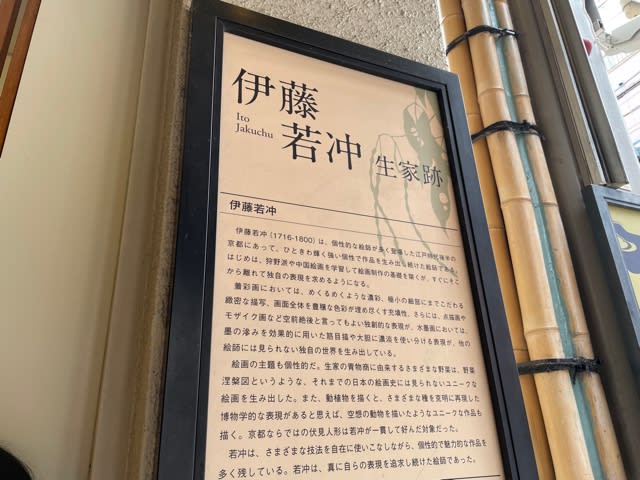 伊藤
Ito
Jakuchu
若冲 生家跡
伊藤若冲
伊藤若冲(1716-1800)は、個性的な絵師が多く登場した江戸時代後半の
京都にあって、ひときわ輝く強い個性で作品を生み出し続けた絵師である。
はじめは、狩野派や中国絵画を学習して絵画制作の基礎を築くが、すぐにそこ
から離れて独自の表現を求めるようになる。
着彩画においては、めくるめくような濃彩、極小の細部にまでこだわる
緻密な描写、画面全体を豊穣な色彩が埋め尽くす充填性、さらには、点描画や
モザイク画など空前絶後と言ってもよい独創的な表現が、水墨画においては、
墨の滲みを効果的に用いた筋目描や大胆に濃淡を使い分ける表現が、他の
絵師には見られない独自の世界を生み出している。
絵画の主題も個性的だ。生家の青物商に由来するさまざまな野菜は、野菜
涅槃図というような、それまでの日本の絵画史には見られないユニークな
絵画を生み出した。また、動植物を描くと、さまざまな種を克明に再現した
博物学的な表現があると思えば、空想の動物を描いたようなユニークな作品も
描く。京都ならではの伏見人形は若冲が一貫して好んだ対象だった。
若冲は、さまざまな技法を自在に使いこなしながら、個性的で魅力的な作品を
多く残している。若冲は、真に自らの表現を追求し続けた絵師であった。